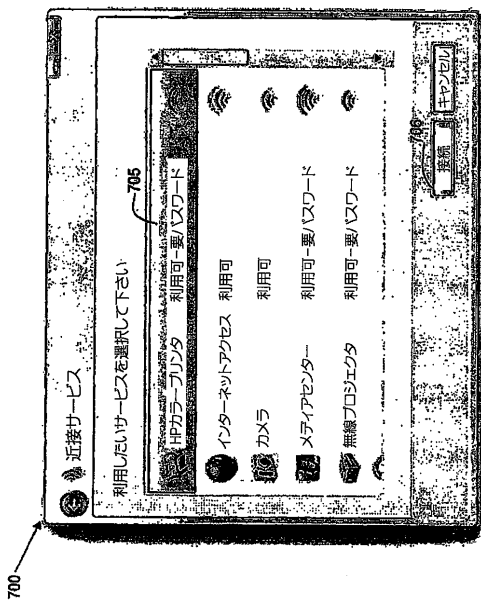 700
近接サービス
利用したいサービスを選択して下さい
705
HPカラープリンタ 利用可-要パスワード
インターネットアクセス 利用可
カメラ 利用可
メディアセンター 利用可-要パスワード
無線プロジェクタ 利用可-要パスワード
706
接続 キャンセル